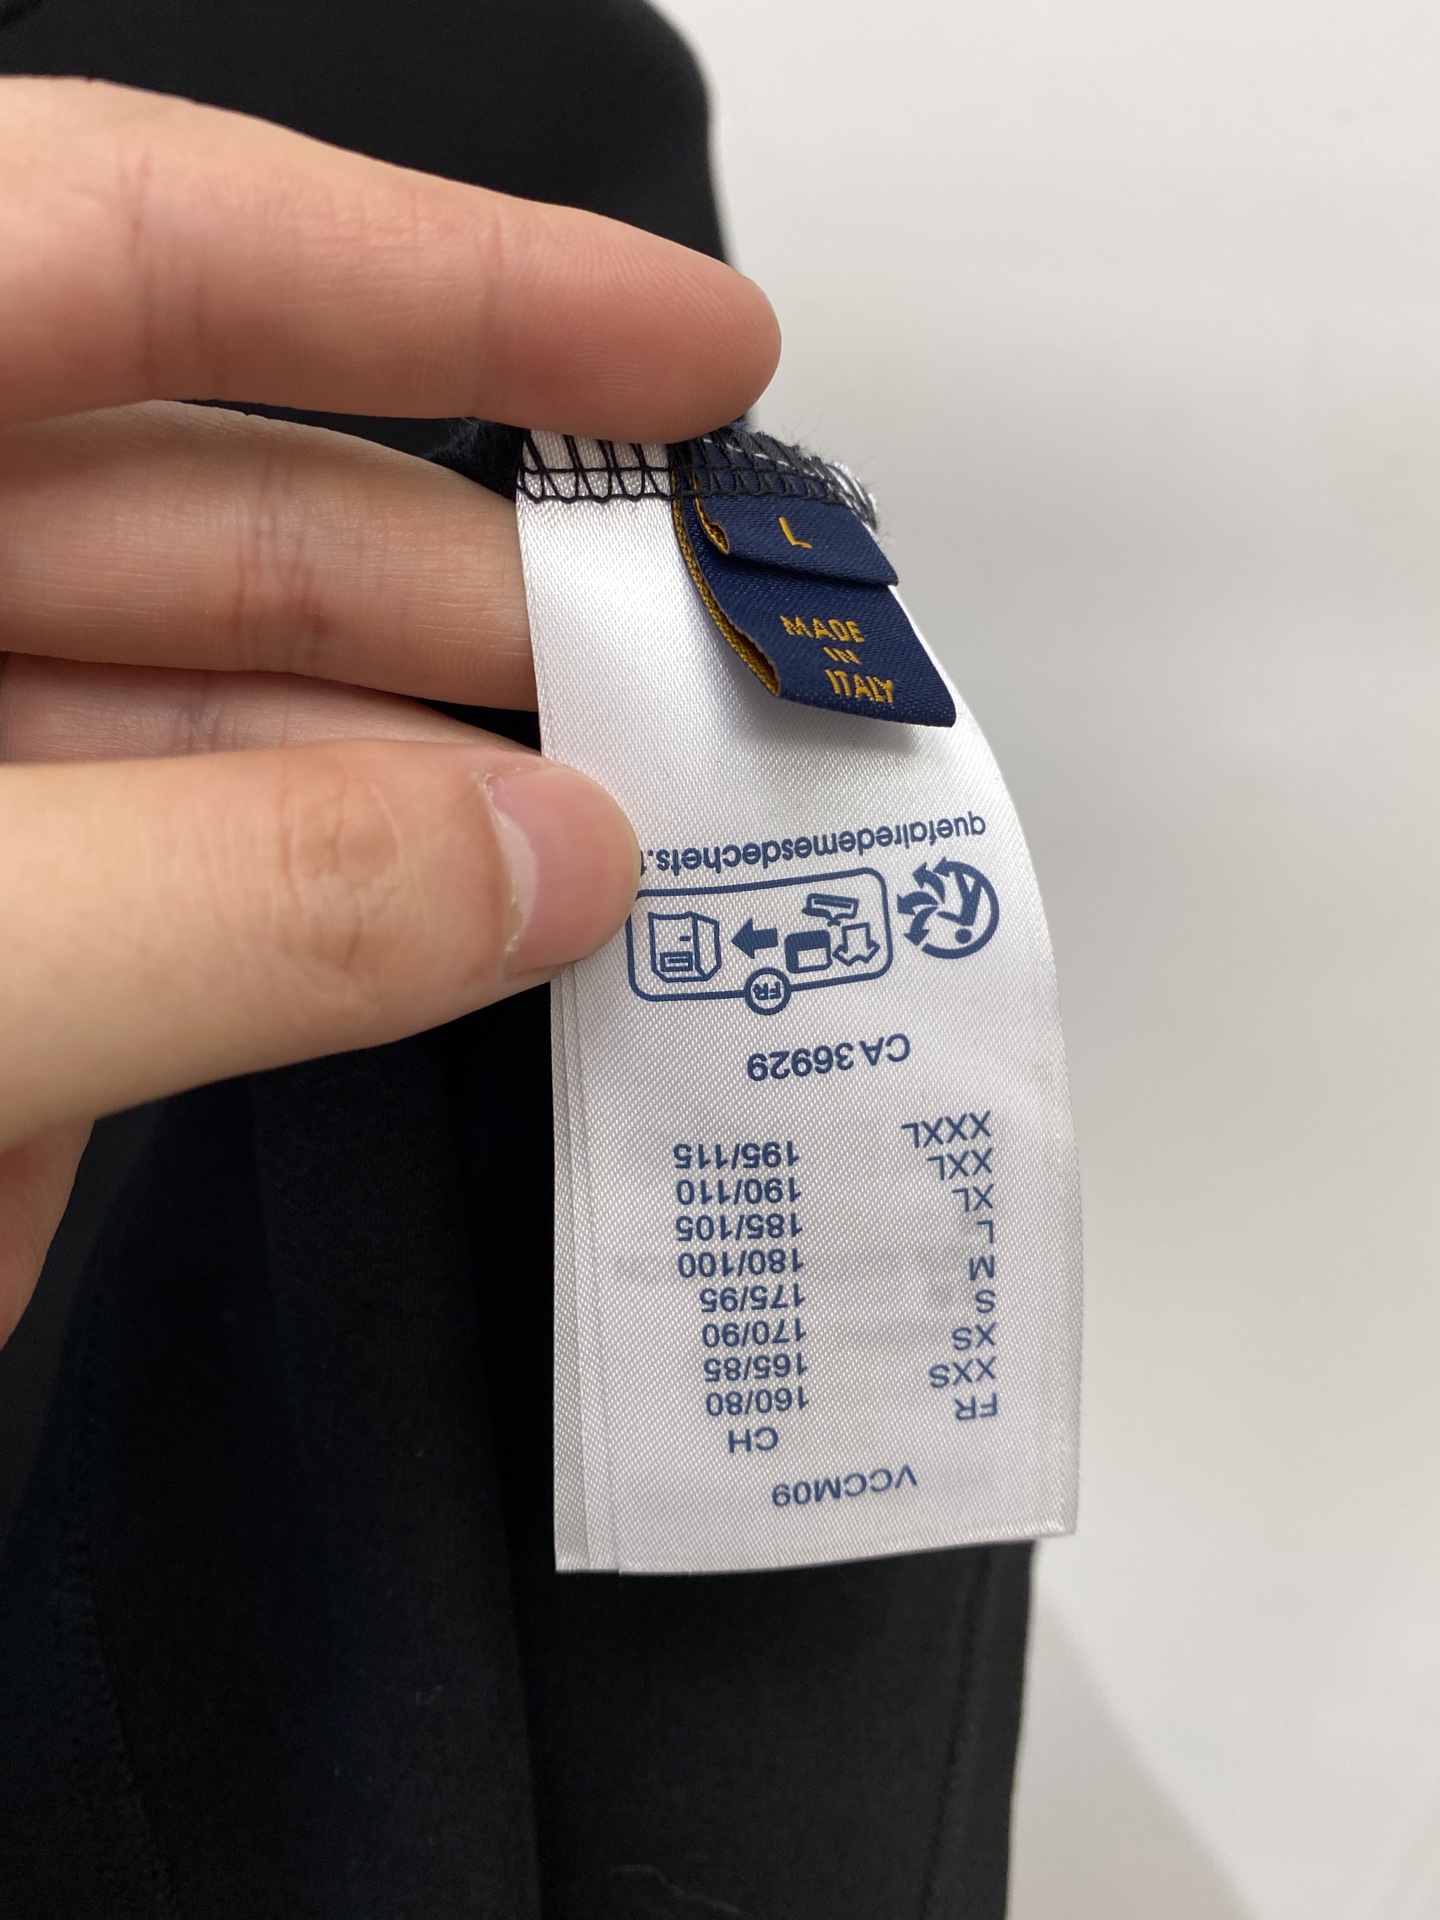 L
MADE
IN
ITALY
VCCM09
FR CH
XXS 160/80
XS 165/85
S 170/90
M 175/95
L 180/100
XL 185/105
XXL 190/110
XXXL 195/115
CA 36929
FR
quefairedemesdechets.